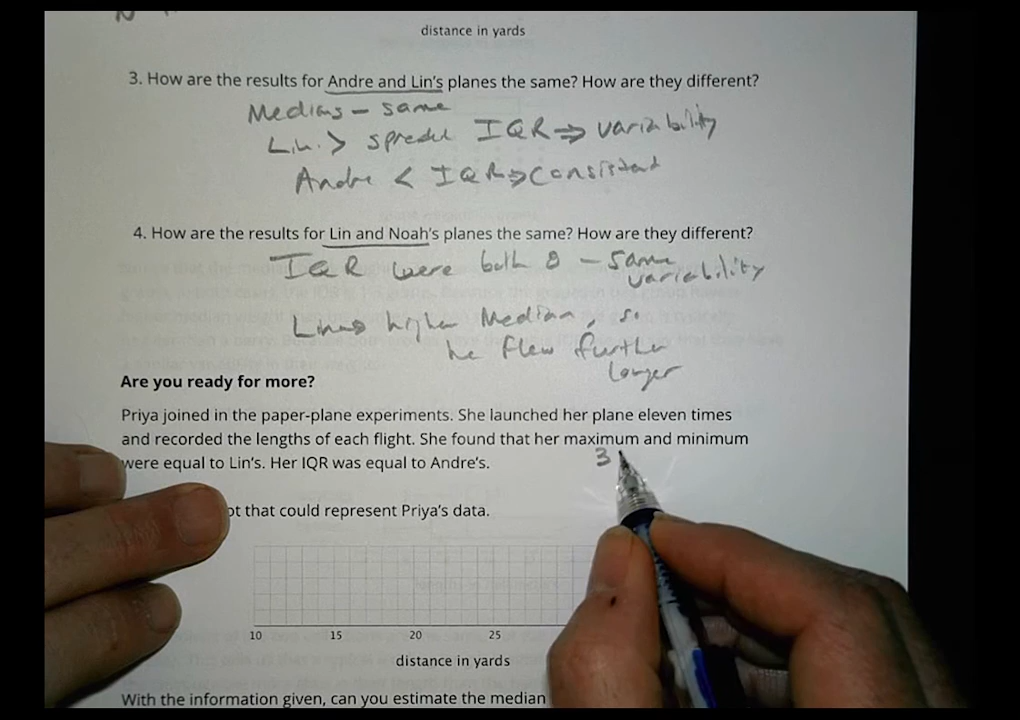 distance in yards
3. How are the results for Andre and Lin's planes the same? How are they different?
Medians - same
Lin > spread IQR => variability
Andre < IQR => consistent
4. How are the results for Lin and Noah's planes the same? How are they different?
IQR were both 8 - same
variability
higher Median, so
he flew further
longer
Are you ready for more?
Priya joined in the paper-plane experiments. She launched her plane eleven times
and recorded the lengths of each flight. She found that her maximum and minimum
were equal to Lin's. Her IQR was equal to Andre's.
3
ot that could represent Priya's data.
10 15 20 25
distance in yards
With the information given, can you estimate the median